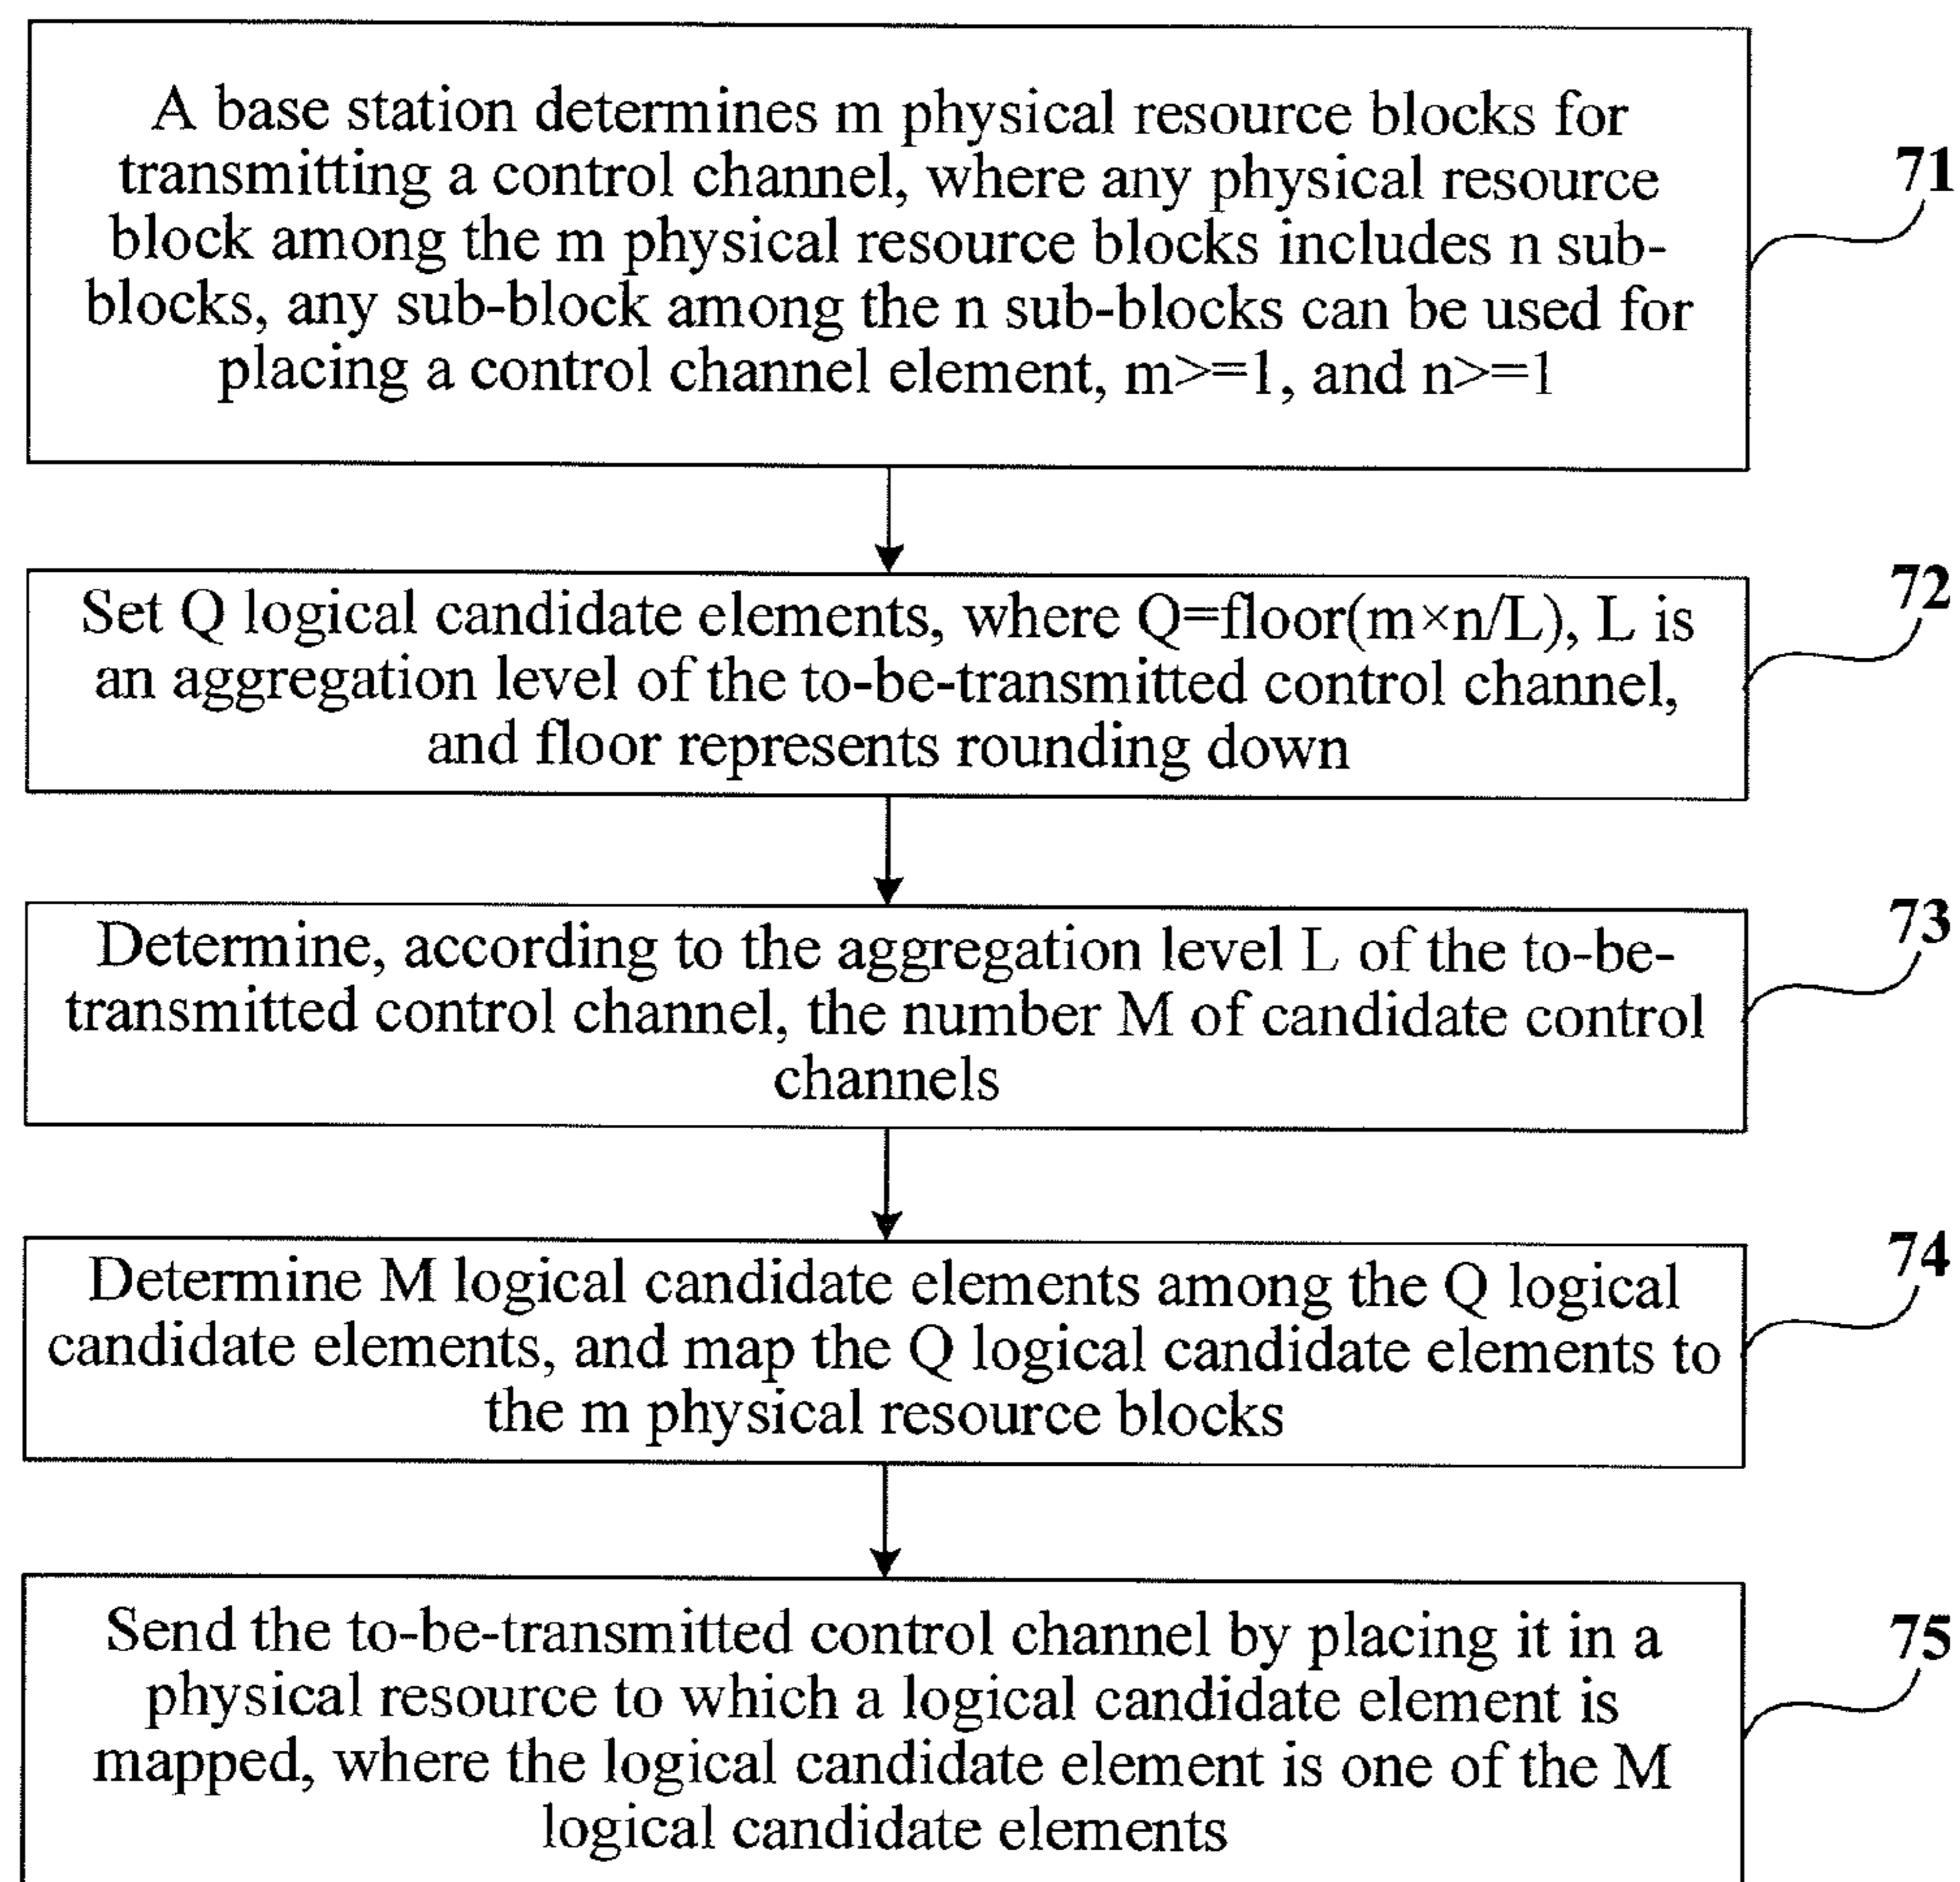 A base station determines m physical resource blocks for
transmitting a control channel, where any physical resource
block among the m physical resource blocks includes n sub-
blocks, any sub-block among the n sub-blocks can be used for
placing a control channel element, m>=1, and n>=1
71
Set Q logical candidate elements, where Q=floor(m×n/L), L is
an aggregation level of the to-be-transmitted control channel,
and floor represents rounding down
72
Determine, according to the aggregation level L of the to-be-
transmitted control channel, the number M of candidate control
channels
73
Determine M logical candidate elements among the Q logical
candidate elements, and map the Q logical candidate elements to
the m physical resource blocks
74
Send the to-be-transmitted control channel by placing it in a
physical resource to which a logical candidate element is
mapped, where the logical candidate element is one of the M
logical candidate elements
75